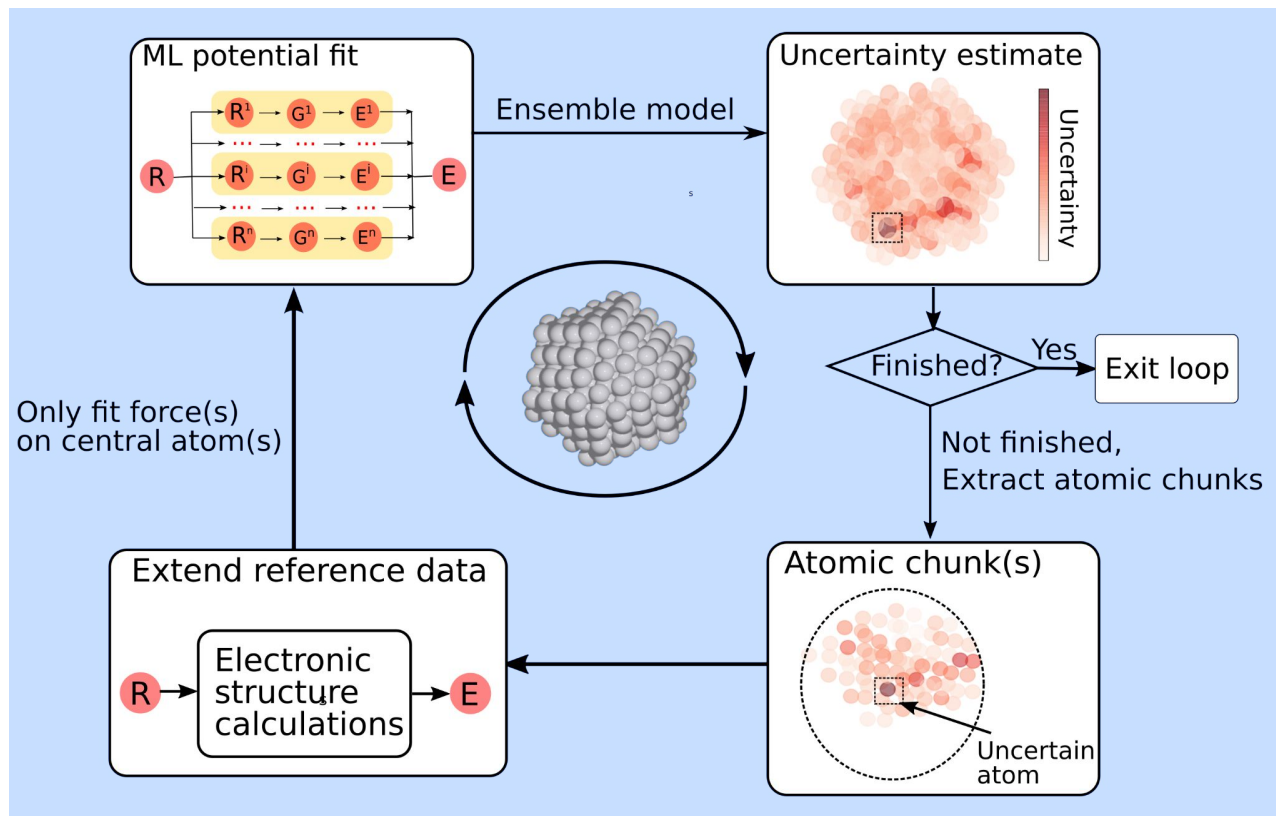 ML potential fit
R¹ G¹ E¹
... ... ...
R Rⁱ Gⁱ Eⁱ E
... ... ...
Rⁿ Gⁿ Eⁿ
Ensemble model
s
Uncertainty estimate
Uncertainty
Finished?
Yes
Exit loop
Not finished,
Extract atomic chunks
Atomic chunk(s)
Uncertain
atom
Extend reference data
R
Electronic
structure
s
calculations
E
Only fit force(s)
on central atom(s)